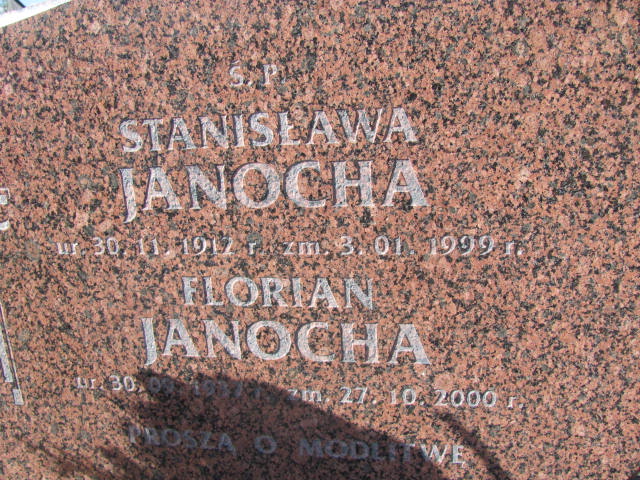 Ś. P.
STANISŁAWA
JANOCHA
ur. 30. 11. 1912 r. zm. 3. 01. 1999 r.
FLORIAN
JANOCHA
ur. 30. zm. 27. 10. 2000 r.
PROSZĄ O MODLITWĘ